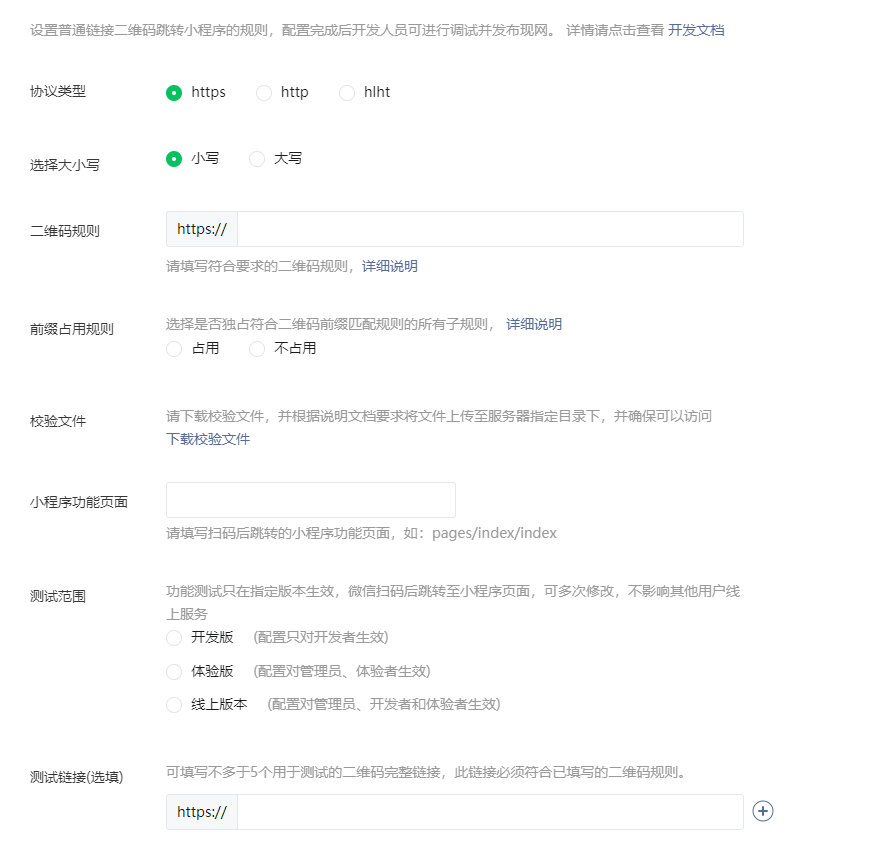 设置普通链接二维码跳转小程序的规则，配置完成后开发人员可进行调试并发布现网。 详情请点击查看 开发文档
协议类型 https http hlht
选择大小写 小写 大写
二维码规则 https://
请填写符合要求的二维码规则，详细说明
前缀占用规则 选择是否独占符合二维码前缀匹配规则的所有子规则， 详细说明
占用 不占用
校验文件 请下载校验文件，并根据说明文档要求将文件上传至服务器指定目录下，并确保可以访问
下载校验文件
小程序功能页面
请填写扫码后跳转的小程序功能页面，如：pages/index/index
测试范围 功能测试只在指定版本生效，微信扫码后跳转至小程序页面，可多次修改，不影响其他用户线
上服务
开发版 (配置只对开发者生效)
体验版 (配置对管理员、体验者生效)
线上版本 (配置对管理员、开发者和体验者生效)
测试链接(选填) 可填写不多于5个用于测试的二维码完整链接，此链接必须符合已填写的二维码规则。
https://